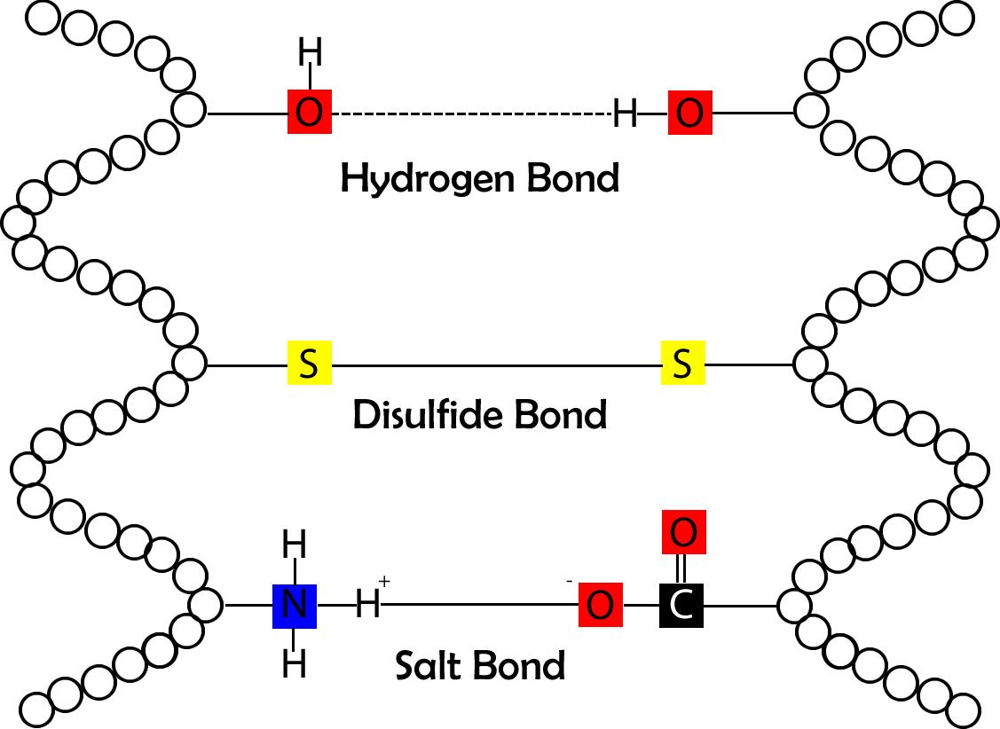 H
O H O
Hydrogen Bond
S S
Disulfide Bond
H O
N H+ -O C
H
Salt Bond